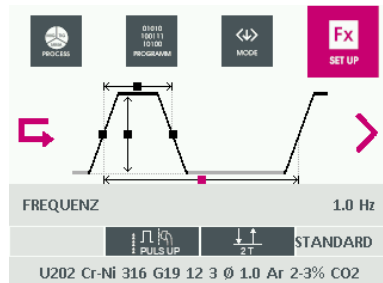 PROCESS
01010
100111
10100
PROGRAMM
MODE
Fx
SET UP
FREQUENZ 1.0 Hz
PULS UP 2T STANDARD
U202 Cr-Ni 316 G19 12 3 Ø 1.0 Ar 2-3% CO2